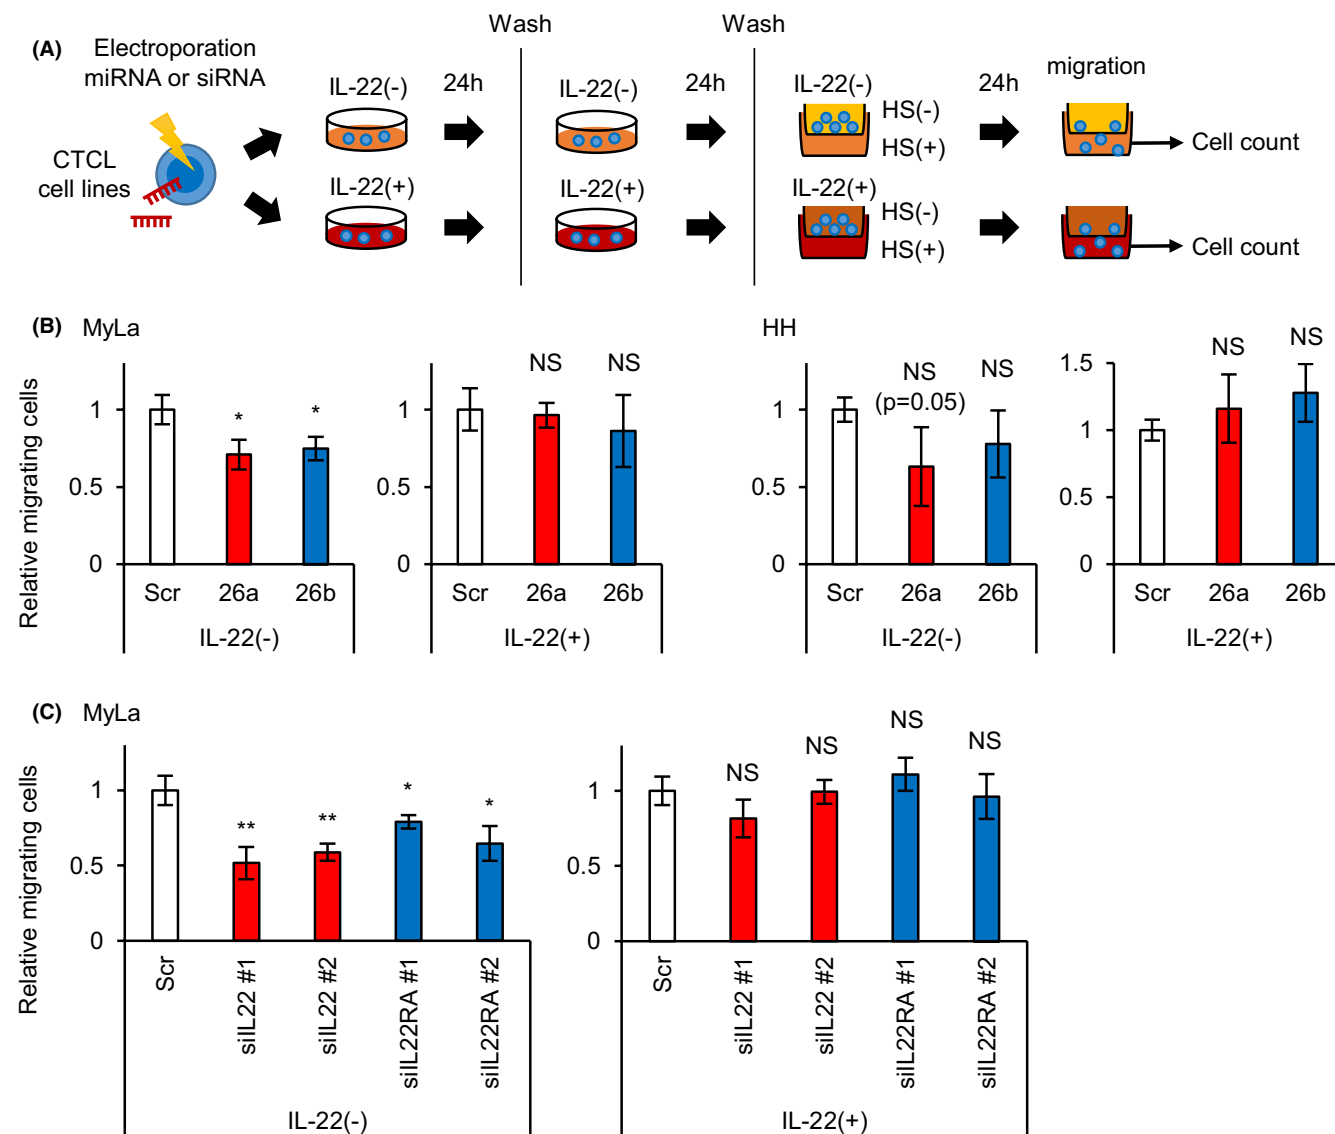 (A)
Electroporation
miRNA or siRNA
CTCL
cell lines
IL-22(-)
24h
Wash
IL-22(-)
24h
Wash
IL-22(-)
HS(-)
HS(+)
24h
migration
Cell count
IL-22(+)
IL-22(+)
IL-22(+)
HS(-)
HS(+)
Cell count
(B) MyLa
Relative migrating cells
1
0.5
0
*
*
Scr 26a 26b
IL-22(-)
1
0.5
0
NS NS
Scr 26a 26b
IL-22(+)
HH
1
0.5
0
NS
(p=0.05)
NS
Scr 26a 26b
IL-22(-)
1.5
1
0.5
0
NS NS
Scr 26a 26b
IL-22(+)
(C) MyLa
Relative migrating cells
1
0.5
0
**
**
*
*
Scr
siIL22 #1
siIL22 #2
siIL22RA #1
siIL22RA #2
IL-22(-)
1
0.5
0
NS
NS
NS
NS
Scr
siIL22 #1
siIL22 #2
siIL22RA #1
siIL22RA #2
IL-22(+)